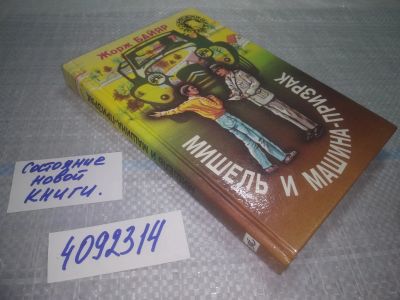 Жорж БАЙЯР
МИШЕЛЬ
И МАШИНА-ПРИЗРАК
Состояние
новой
книги.
4092314